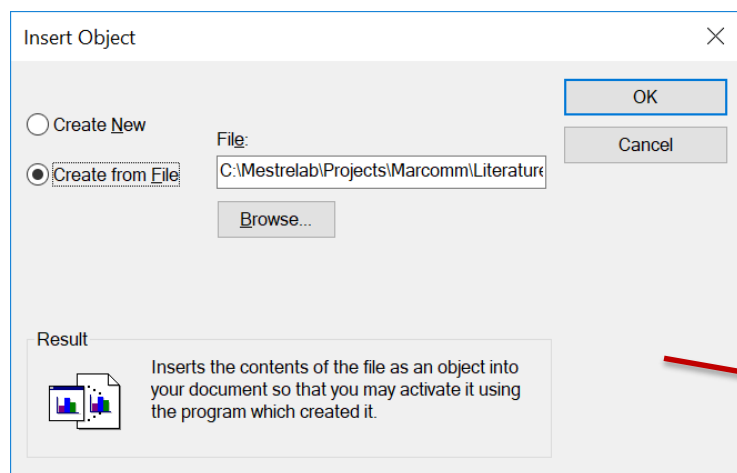 Insert Object
Create New
Create from File
File:
C:\Mestrelab\Projects\Marcomm\Literature
Browse...
OK
Cancel
Result
Inserts the contents of the file as an object into
your document so that you may activate it using
the program which created it.